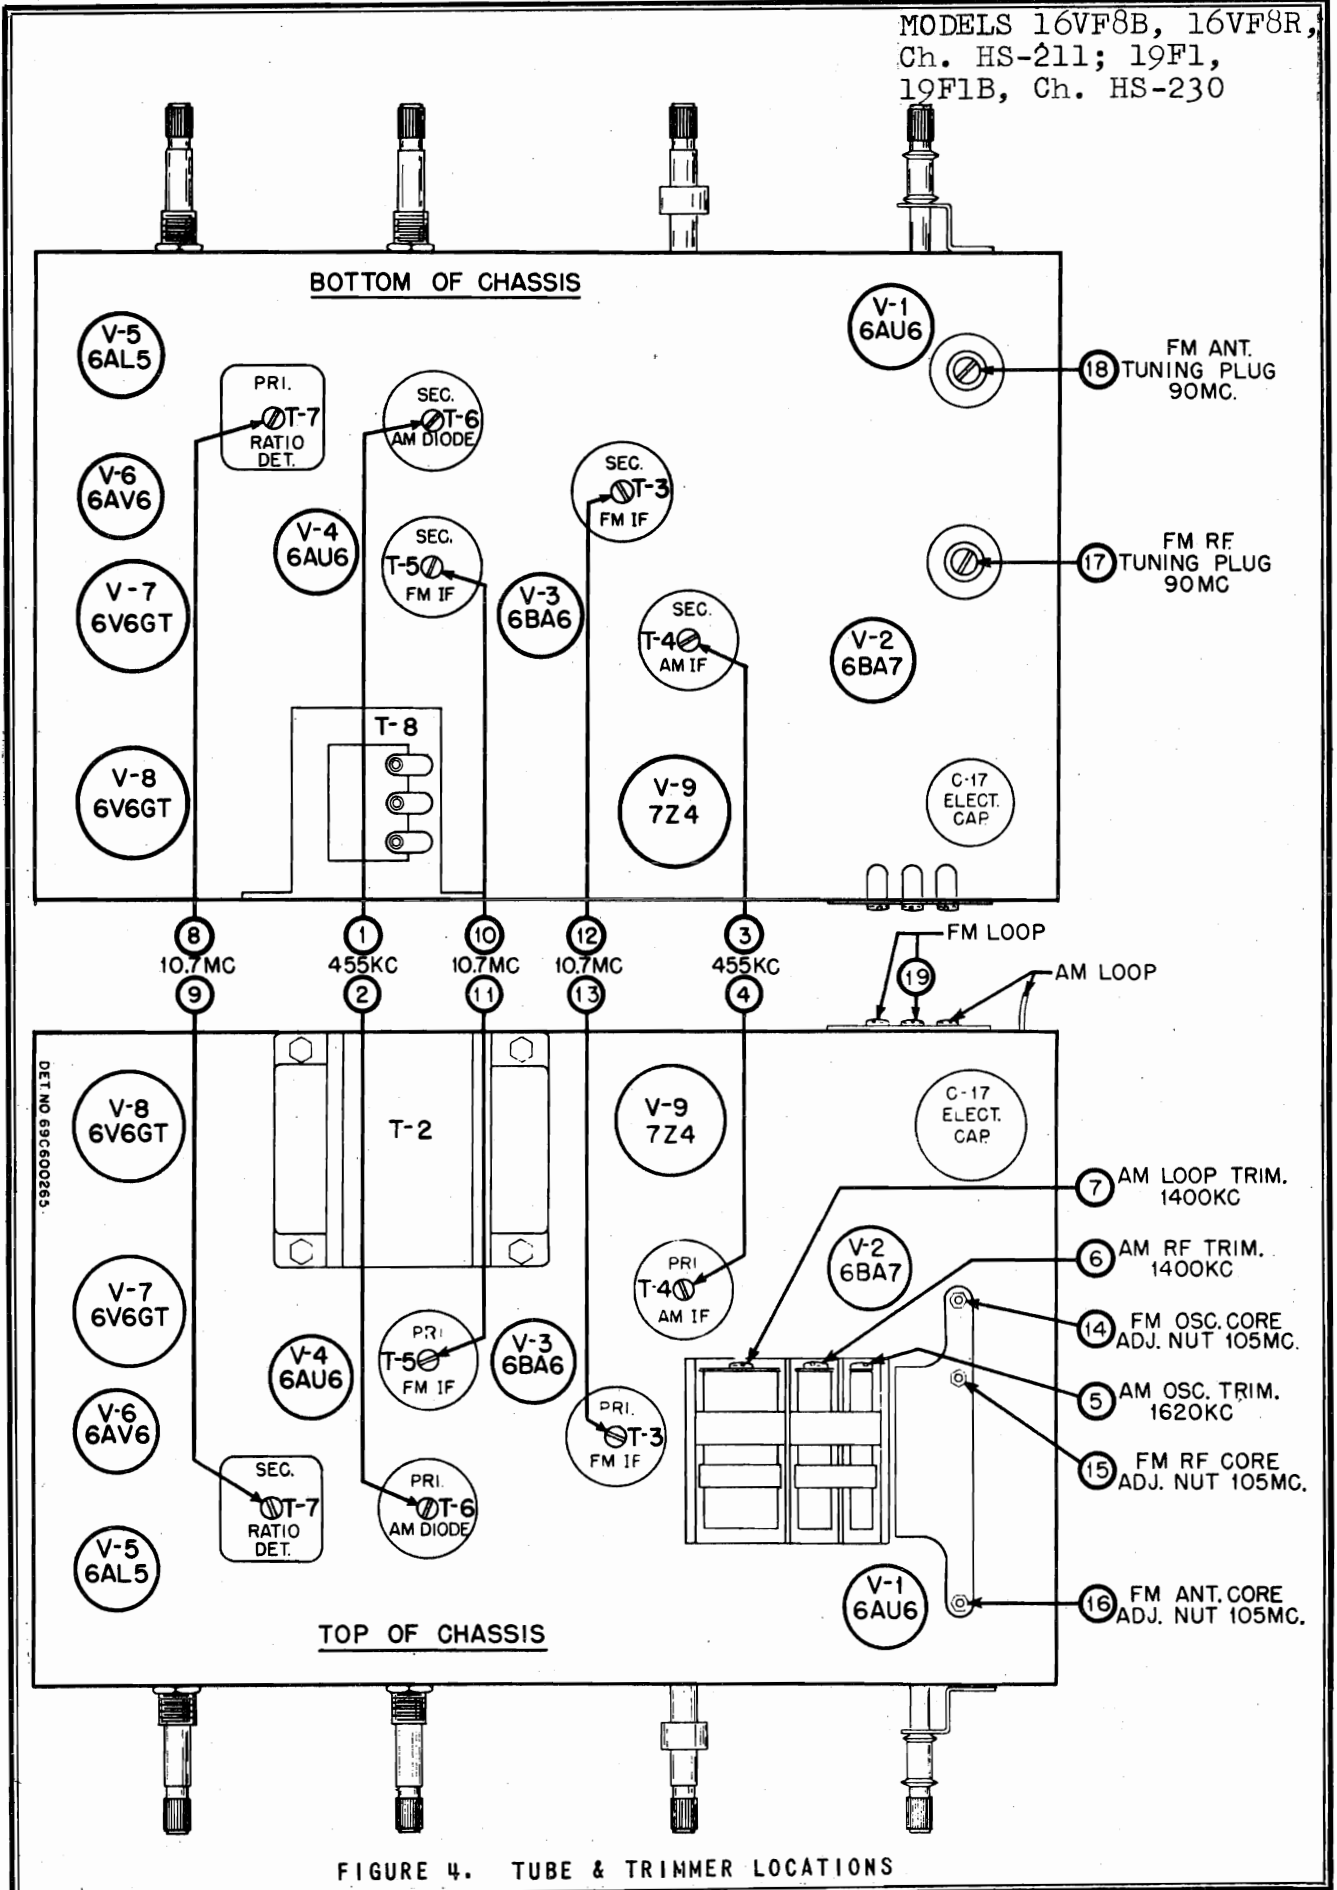 MODELS 16VF8B, 16VF8R,
Ch. HS-211; 19F1,
19F1B, Ch. HS-230
BOTTOM OF CHASSIS
V-5
6AL5
PRI.
T-7
RATIO
DET.
SEC.
T-6
AM DIODE
V-1
6AU6
18
FM ANT.
TUNING PLUG
90MC.
V-6
6AV6
V-4
6AU6
SEC.
T-5
FM IF
SEC.
T-3
FM IF
V-7
6V6GT
V-3
6BA6
SEC.
T-4
AM IF
17
FM RF.
TUNING PLUG
90MC
V-2
6BA7
T-8
V-8
6V6GT
V-9
7Z4
C-17
ELECT.
CAP.
8
10.7MC
9
1
455KC
2
10
10.7MC
11
12
10.7MC
13
3
455KC
4
FM LOOP
19
AM LOOP
DET. NO. 69C600265.
V-8
6V6GT
T-2
V-9
7Z4
C-17
ELECT.
CAP.
7
AM LOOP TRIM.
1400KC
V-7
6V6GT
PRI.
T-4
AM IF
V-2
6BA7
6
AM RF TRIM.
1400KC
14
FM OSC. CORE
ADJ. NUT 105MC.
V-4
6AU6
PRI.
T-5
FM IF
V-3
6BA6
5
AM OSC. TRIM.
1620KC
V-6
6AV6
PRI.
T-3
FM IF
15
FM RF CORE
ADJ. NUT 105MC.
SEC.
T-7
RATIO
DET.
PRI.
T-6
AM DIODE
V-5
6AL5
V-1
6AU6
16
FM ANT. CORE
ADJ. NUT 105MC.
TOP OF CHASSIS
FIGURE 4. TUBE & TRIMMER LOCATIONS